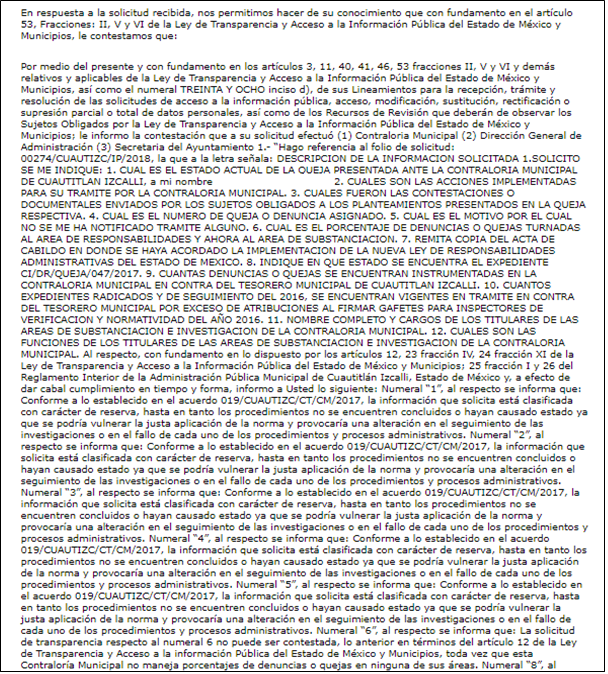 En respuesta a la solicitud recibida, nos permitimos hacer de su conocimiento que con fundamento en el artículo
53, Fracciones: II, V y VI de la Ley de Transparencia y Acceso a la Información Pública del Estado de México y
Municipios, le contestamos que:
Por medio del presente y con fundamento en los artículos 3, 11, 40, 41, 46, 53 fracciones II, V y VI y demás
relativos y aplicables de la Ley de Transparencia y Acceso a la Información Pública del Estado de México y
Municipios, así como el numeral TREINTA Y OCHO inciso d), de sus Lineamientos para la recepción, trámite y
resolución de las solicitudes de acceso a la información pública, acceso, modificación, sustitución, rectificación o
supresión parcial o total de datos personales, así como de los Recursos de Revisión que deberán de observar los
Sujetos Obligados por la Ley de Transparencia y Acceso a la Información Pública del Estado de México y
Municipios; le informo la contestación que a su solicitud efectuó (1) Contraloria Municipal (2) Dirección General de
Administración (3) Secretaria del Ayuntamiento 1.- “Hago referencia al folio de solicitud:
00274/CUAUTIZC/IP/2018, la que a la letra señala: DESCRIPCION DE LA INFORMACION SOLICITADA 1.SOLICITO
SE ME INDIQUE: 1. CUAL ES EL ESTADO ACTUAL DE LA QUEJA PRESENTADA ANTE LA CONTRALORIA MUNICIPAL
DE CUAUTITLAN IZCALLI, a mi nombre 2. CUALES SON LAS ACCIONES IMPLEMENTADAS
PARA SU TRAMITE POR LA CONTRALORIA MUNICIPAL. 3. CUALES FUERON LAS CONTESTACIONES O
DOCUMENTALES ENVIADOS POR LOS SUJETOS OBLIGADOS A LOS PLANTEAMIENTOS PRESENTADOS EN LA QUEJA
RESPECTIVA. 4. CUAL ES EL NUMERO DE QUEJA O DENUNCIA ASIGNADO. 5. CUAL ES EL MOTIVO POR EL CUAL
NO SE ME HA NOTIFICADO TRAMITE ALGUNO. 6. CUAL ES EL PORCENTAJE DE DENUNCIAS O QUEJAS TURNADAS
AL AREA DE RESPONSABILIDADES Y AHORA AL AREA DE SUBSTANCIACION. 7. REMITA COPIA DEL ACTA DE
CABILDO EN DONDE SE HAYA ACORDADO LA IMPLEMENTACION DE LA NUEVA LEY DE RESPONSABILIDADES
ADMINISTRATIVAS DEL ESTADO DE MEXICO. 8. INDIQUE EN QUE ESTADO SE ENCUENTRA EL EXPEDIENTE
CI/DR/QUEJA/047/2017. 9. CUANTAS DENUNCIAS O QUEJAS SE ENCUENTRAN INSTRUMENTADAS EN LA
CONTRALORIA MUNICIPAL EN CONTRA DEL TESORERO MUNICIPAL DE CUAUTITLAN IZCALLI. 10. CUANTOS
EXPEDIENTES RADICADOS Y DE SEGUIMIENTO DEL 2016, SE ENCUENTRAN VIGENTES EN TRAMITE EN CONTRA
DEL TESORERO MUNICIPAL POR EXCESO DE ATRIBUCIONES AL FIRMAR GAFETES PARA INSPECTORES DE
VERIFICACION Y NORMATIVIDAD DEL AÑO 2016. 11. NOMBRE COMPLETO Y CARGOS DE LOS TITULARES DE LAS
AREAS DE SUBSTANCIACION E INVESTIGACION DE LA CONTRALORIA MUNICIPAL. 12. CUALES SON LAS
FUNCIONES DE LOS TITULARES DE LAS AREAS DE SUBSTANCIACION E INVESTIGACION DE LA CONTRALORIA
MUNICIPAL. Al respecto, con fundamento en lo dispuesto por los artículos 12, 23 fracción IV, 24 fracción XI de la
Ley de Transparencia y Acceso a la Información Pública del Estado de México y Municipios; 25 fracción I y 26 del
Reglamento Interior de la Administración Pública Municipal de Cuautitlán Izcalli, Estado de México y, a efecto de
dar cabal cumplimiento en tiempo y forma, informo a Usted lo siguiente: Numeral “1”, al respecto se informa que:
Conforme a lo establecido en el acuerdo 019/CUAUTIZC/CT/CM/2017, la información que solicita está clasificada
con carácter de reserva, hasta en tanto los procedimientos no se encuentren concluidos o hayan causado estado ya
que se podría vulnerar la justa aplicación de la norma y provocaría una alteración en el seguimiento de las
investigaciones o en el fallo de cada uno de los procedimientos y procesos administrativos. Numeral “2”, al
respecto se informa que: Conforme a lo establecido en el acuerdo 019/CUAUTIZC/CT/CM/2017, la información que
solicita está clasificada con carácter de reserva, hasta en tanto los procedimientos no se encuentren concluidos o
hayan causado estado ya que se podría vulnerar la justa aplicación de la norma y provocaría una alteración en el
seguimiento de las investigaciones o en el fallo de cada uno de los procedimientos y procesos administrativos.
Numeral “3”, al respecto se informa que: Conforme a lo establecido en el acuerdo 019/CUAUTIZC/CT/CM/2017, la
información que solicita está clasificada con carácter de reserva, hasta en tanto los procedimientos no se
encuentren concluidos o hayan causado estado ya que se podría vulnerar la justa aplicación de la norma y
provocaría una alteración en el seguimiento de las investigaciones o en el fallo de cada uno de los procedimientos y
procesos administrativos. Numeral “4”, al respecto se informa que: Conforme a lo establecido en el acuerdo
019/CUAUTIZC/CT/CM/2017, la información que solicita está clasificada con carácter de reserva, hasta en tanto los
procedimientos no se encuentren concluidos o hayan causado estado ya que se podría vulnerar la justa aplicación
de la norma y provocaría una alteración en el seguimiento de las investigaciones o en el fallo de cada uno de los
procedimientos y procesos administrativos. Numeral “5”, al respecto se informa que: Conforme a lo establecido en
el acuerdo 019/CUAUTIZC/CT/CM/2017, la información que solicita está clasificada con carácter de reserva, hasta
en tanto los procedimientos no se encuentren concluidos o hayan causado estado ya que se podría vulnerar la
justa aplicación de la norma y provocaría una alteración en el seguimiento de las investigaciones o en el fallo de
cada uno de los procedimientos y procesos administrativos. Numeral “6”, al respecto se informa que: La solicitud
de transparencia respecto al numeral 6 no puede ser contestada, lo anterior en términos del artículo 12 de la Ley
de Transparencia y Acceso a la Información Pública del Estado de México y Municipios, toda vez que esta
Contraloría Municipal no maneja porcentajes de denuncias o quejas en ninguna de sus áreas. Numeral “8”, al